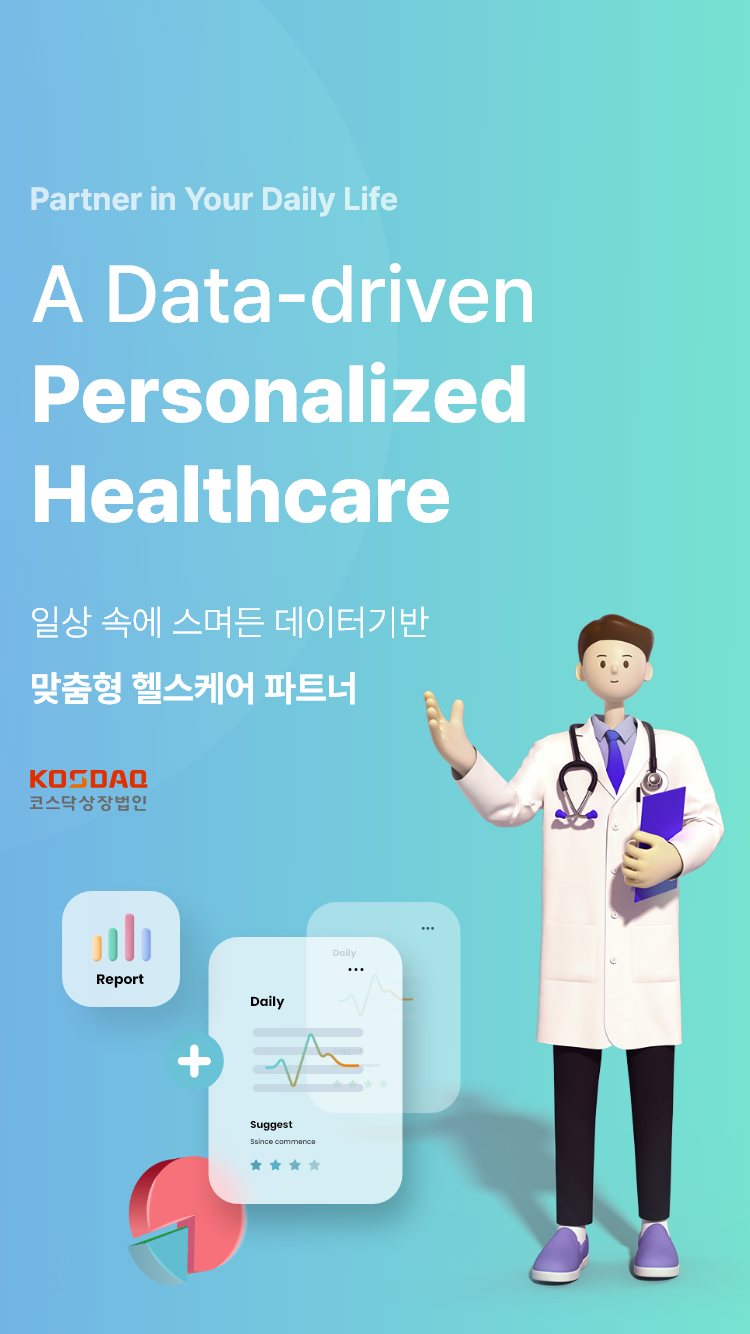 Partner in Your Daily Life
A Data-driven
Personalized
Healthcare
일상 속에 스며든 데이터기반
맞춤형 헬스케어 파트너
KOSDAQ
코스닥상장법인
Report
Daily
Daily
Suggest
Ssince commence